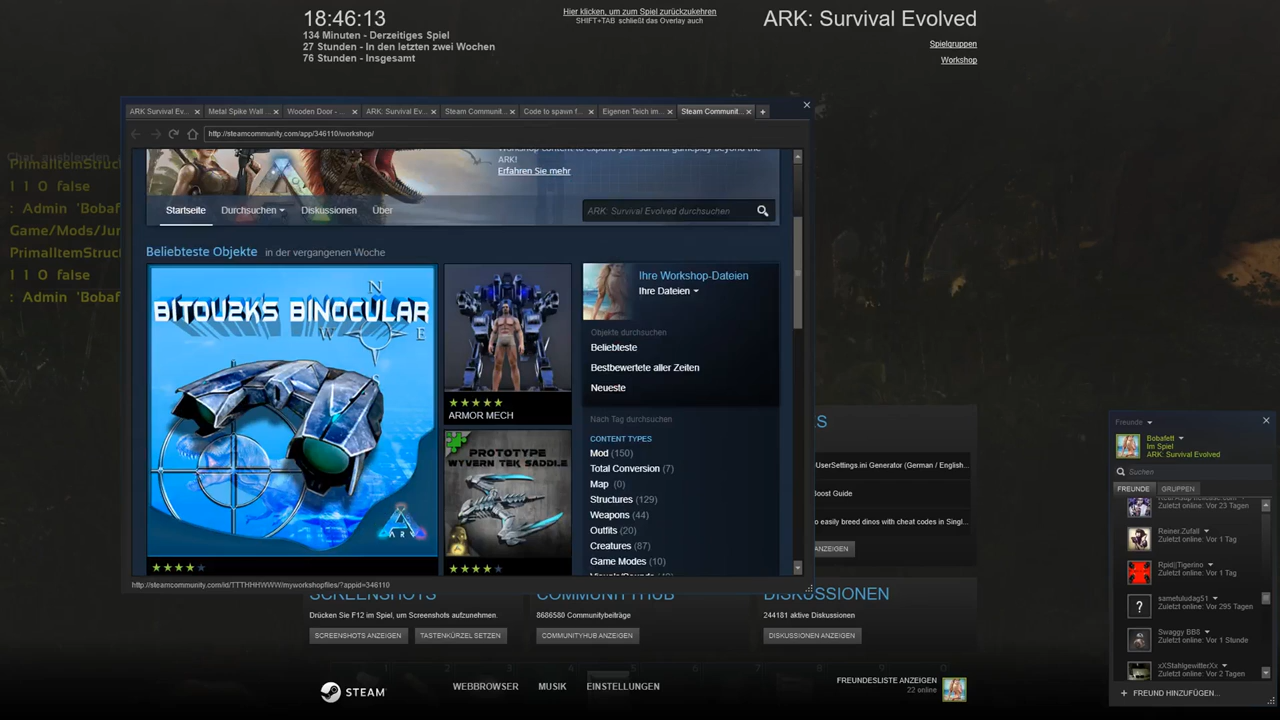 18:46:13
134 Minuten - Derzeitiges Spiel
27 Stunden - In den letzten zwei Wochen
76 Stunden - Insgesamt
Hier klicken, um zum Spiel zurückzukehren
SHIFT+TAB schließt das Overlay auch
ARK: Survival Evolved
Spielgruppen
Workshop
ARK Survival Ev...
Metal Spike Wall ...
Wooden Door - ...
ARK. Survival Ev...
Steam Communit...
Code to spawn f...
Eigenen Teich im...
Steam Communit...
http://steamcommunity.com/app/346110/workshop/
PrimalItemStruct
1 1 0 false
: Admin 'Bobaf
Game/Mods/Jur
PrimalItemStruct
1 1 0 false
: Admin 'Bobaf
ARK!
Erfahren Sie mehr
Startseite
Durchsuchen
Diskussionen
Über
ARK: Survival Evolved durchsuchen
Beliebteste Objekte in der vergangenen Woche
BITOU2KS BINOCULAR
N
W E
S
ARK
ARMOR MECH
PROTOTYPE
WYVERN TEK SADDLE
Ihre Workshop-Dateien
Ihre Dateien
Objekte durchsuchen
Beliebteste
Bestbewertete aller Zeiten
Neueste
Nach Tag durchsuchen
CONTENT TYPES
Mod (150)
Total Conversion (7)
Map (0)
Structures (129)
Weapons (44)
Outfits (20)
Creatures (87)
Game Modes (10)
http://steamcommunity.com/id/TTTHHHWWW/myworkshopfiles/?appid=346110
UserSettings.ini Generator (German / English...
Boost Guide
o easily breed dinos with cheat codes in Singl...
ANZEIGEN
SCREENSHOTS
Drücken Sie F12 im Spiel, um Screenshots aufzunehmen.
SCREENSHOTS ANZEIGEN
TASTENKÜRZEL SETZEN
COMMUNITYHUB
8686580 Communitybeiträge
COMMUNITYHUB ANZEIGEN
DISKUSSIONEN
244181 aktive Diskussionen
DISKUSSIONEN ANZEIGEN
Freunde
Bobafett
Im Spiel
ARK: Survival Evolved
Suchen
FREUNDE
GRUPPEN
Zuletzt online: Vor 23 Tagen
Reiner.Zufall
Zuletzt online: Vor 1 Tag
Rpid||Tigerino
Zuletzt online: Vor 1 Tag
sametuludag51
Zuletzt online: Vor 295 Tagen
Swaggy BB8
Zuletzt online: Vor 1 Stunde
xXStahlgewitterXx
Zuletzt online: Vor 2 Tagen
+ FREUND HINZUFÜGEN...
STEAM
WEBBROWSER
MUSIK
EINSTELLUNGEN
FREUNDESLISTE ANZEIGEN
22 online